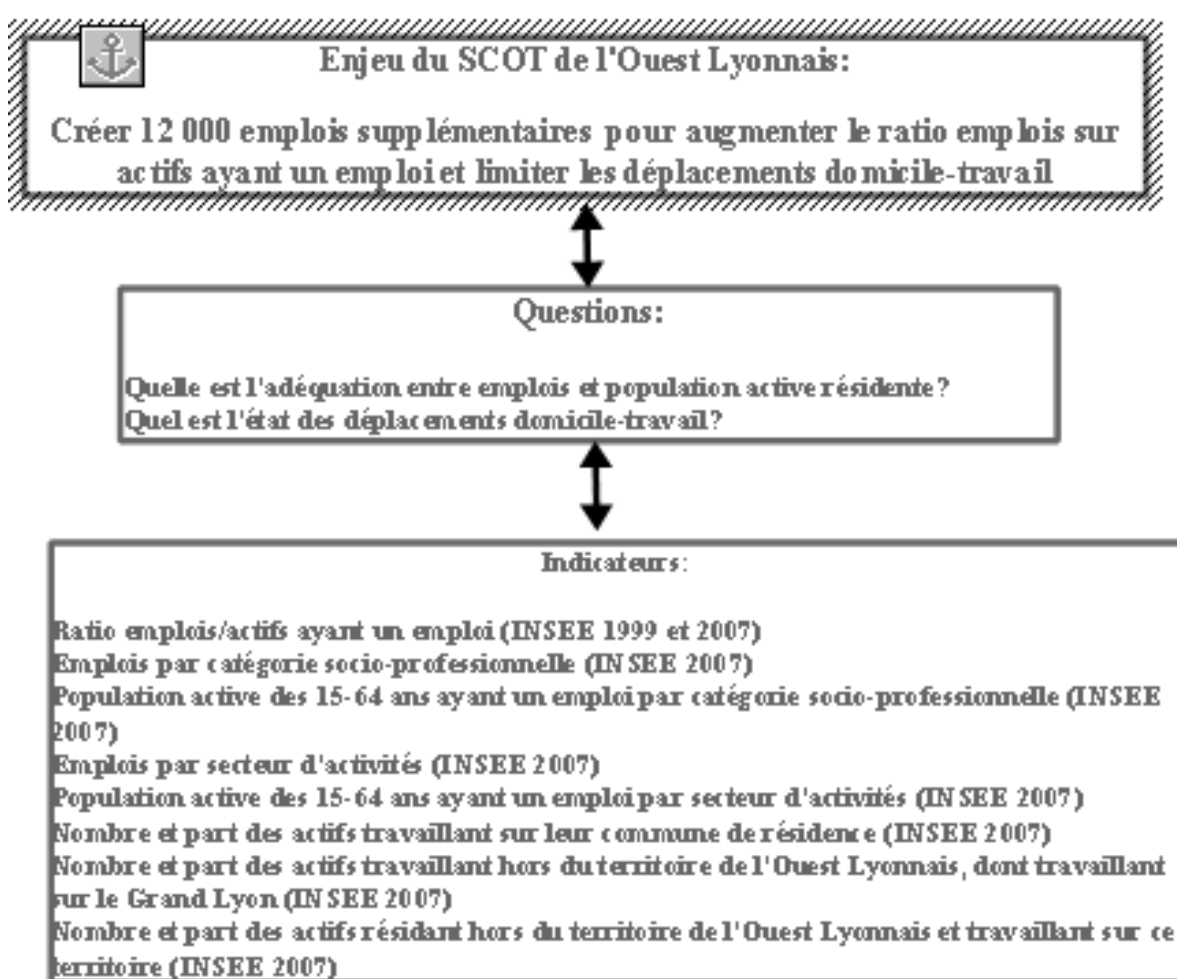 Enjeu du SCOT de l'Ouest Lyonnais:
Créer 12 000 emplois supplémentaires pour augmenter le ratio emplois sur
actifs ayant un emploi et limiter les déplacements domicile-travail
Questions:
Quelle est l'adéquation entre emplois et population active résidente?
Quel est l'état des déplacements domicile-travail?
Indicateurs:
Ratio emplois/actifs ayant un emploi (INSEE 1999 et 2007)
Emplois par catégorie socio-professionnelle (INSEE 2007)
Population active des 15-64 ans ayant un emploi par catégorie socio-professionnelle (INSEE
2007)
Emplois par secteur d'activités (INSEE 2007)
Population active des 15-64 ans ayant un emploi par secteur d'activités (INSEE 2007)
Nombre et part des actifs travaillant sur leur commune de résidence (INSEE 2007)
Nombre et part des actifs travaillant hors du territoire de l'Ouest Lyonnais, dont travaillant
sur le Grand Lyon (INSEE 2007)
Nombre et part des actifs résidant hors du territoire de l'Ouest Lyonnais et travaillant sur ce
territoire (INSEE 2007)